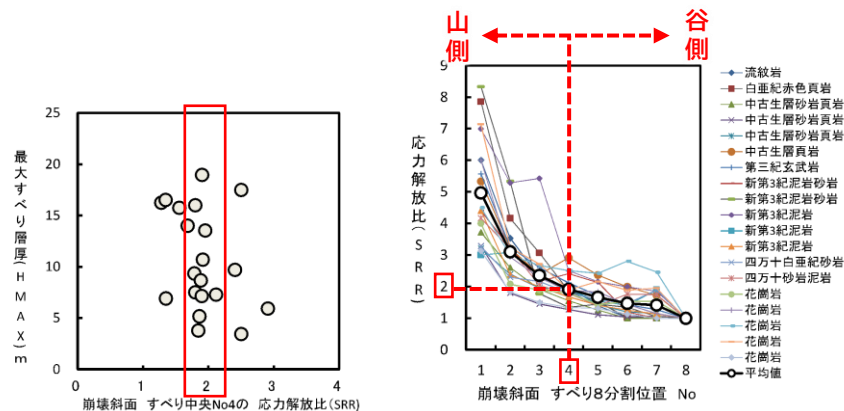 最大すべり層厚(HMAX)m
25
20
15
10
5
0
0
1
2
3
4
崩壊斜面 すべり中央No4の 応力解放比(SRR)
山側
谷側
応力解放比(SRR)
9
8
7
6
5
4
3
2
1
0
1
2
3
4
5
6
7
8
崩壊斜面 すべり8分割位置 No
流紋岩
白亜紀赤色頁岩
中古生層砂岩頁岩
中古生層砂岩頁岩
中古生層砂岩頁岩
中古生層頁岩
第三紀玄武岩
新第3紀泥岩砂岩
新第3紀泥岩砂岩
新第3紀泥岩
新第3紀泥岩
新第3紀泥岩
四万十白亜紀砂岩
四万十砂岩泥岩
花崗岩
花崗岩
花崗岩
花崗岩
花崗岩
平均値